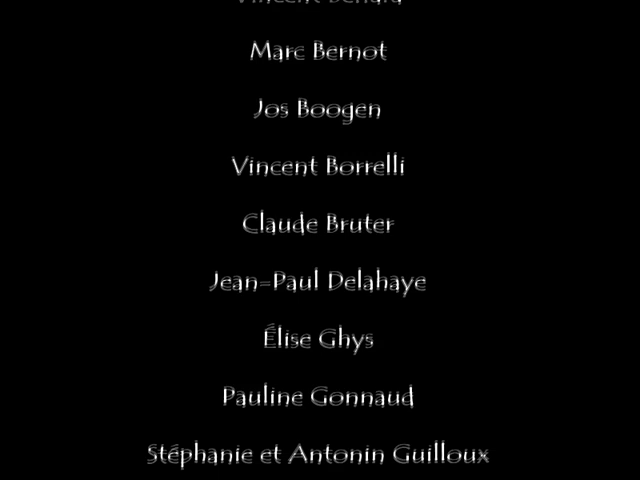 Vincent
Marc Bernot
Jos Boogen
Vincent Borrelli
Claude Bruter
Jean-Paul Delahaye
Élise Ghys
Pauline Gonnaud
Stéphanie et Antonin Guilloux